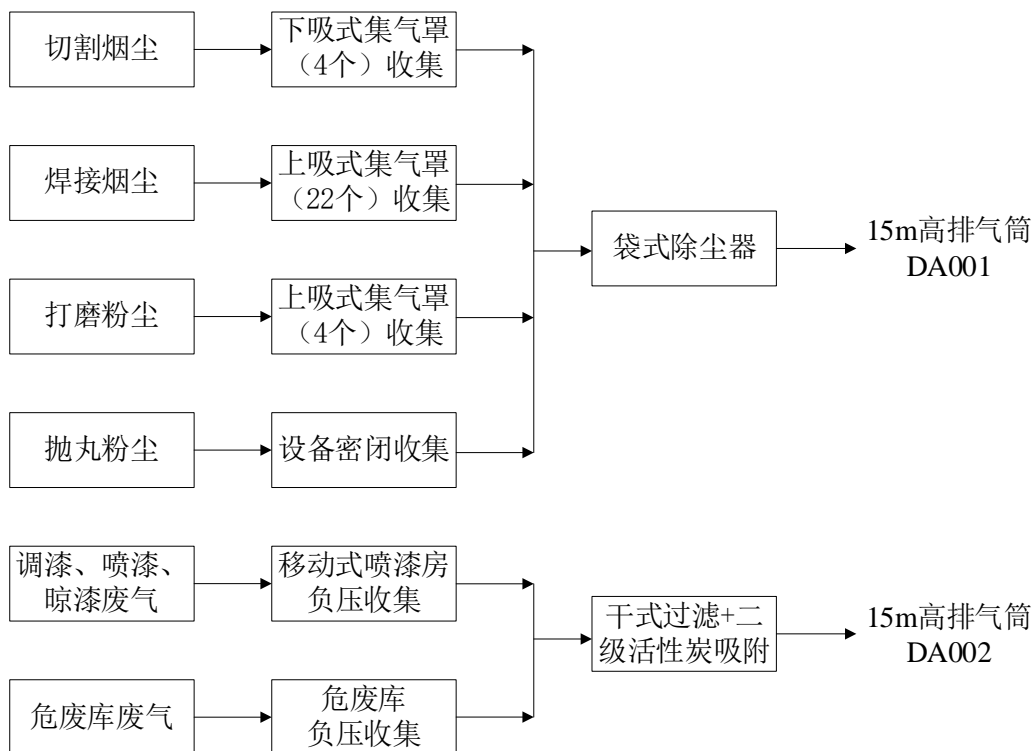 切割烟尘
下吸式集气罩
（4个）收集
焊接烟尘
上吸式集气罩
（22个）收集
打磨粉尘
上吸式集气罩
（4个）收集
抛丸粉尘
设备密闭收集
袋式除尘器
15m高排气筒
DA001
调漆、喷漆、
晾漆废气
移动式喷漆房
负压收集
危废库废气
危废库
负压收集
干式过滤+二
级活性炭吸附
15m高排气筒
DA002